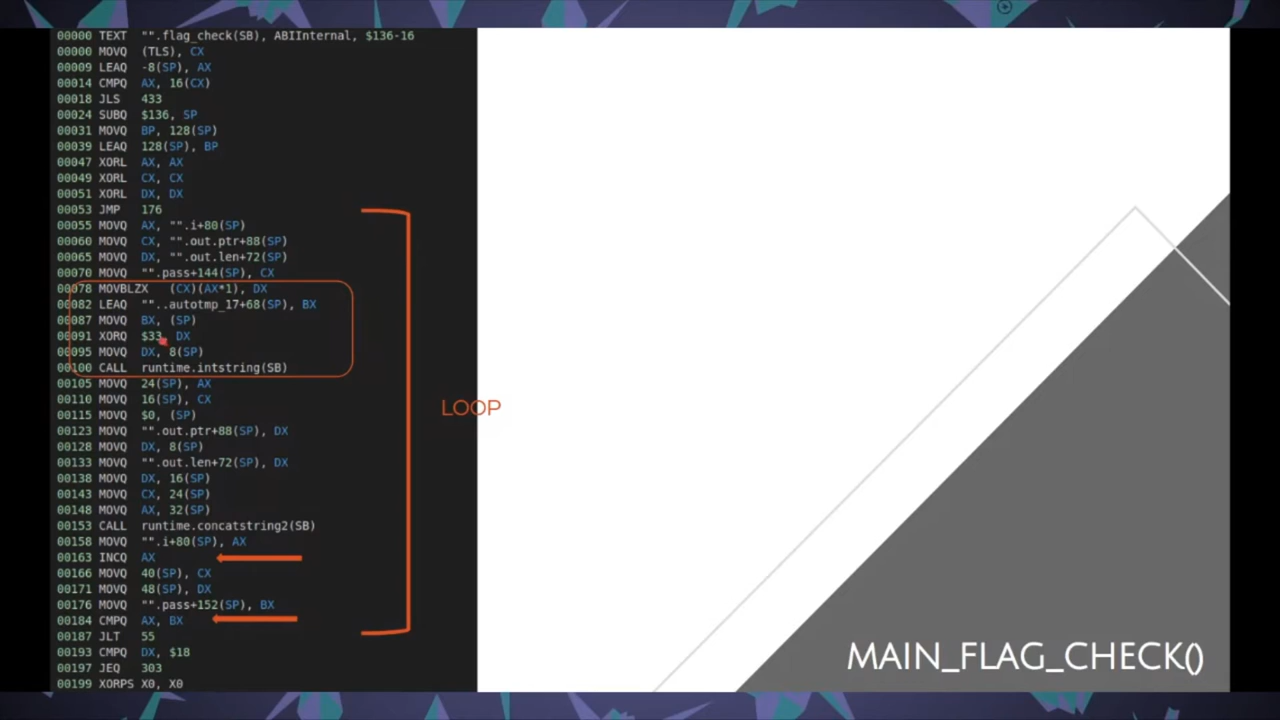 00000 TEXT "".flag_check(SB), ABIInternal, $136-16
00000 MOVQ (TLS), CX
00009 LEAQ -8(SP), AX
00014 CMPQ AX, 16(CX)
00018 JLS 433
00024 SUBQ $136, SP
00031 MOVQ BP, 128(SP)
00039 LEAQ 128(SP), BP
00047 XORL AX, AX
00049 XORL CX, CX
00051 XORL DX, DX
00053 JMP 176
00055 MOVQ AX, "".i+80(SP)
00060 MOVQ CX, "".out.ptr+88(SP)
00065 MOVQ DX, "".out.len+72(SP)
00070 MOVQ "".pass+144(SP), CX
00078 MOVBLZX (CX)(AX*1), DX
00082 LEAQ ""..autotmp_17+68(SP), BX
00087 MOVQ BX, (SP)
00091 XORQ $33, DX
00095 MOVQ DX, 8(SP)
00100 CALL runtime.intstring(SB)
00105 MOVQ 24(SP), AX
00110 MOVQ 16(SP), CX
00115 MOVQ $0, (SP)
00123 MOVQ "".out.ptr+88(SP), DX
00128 MOVQ DX, 8(SP)
00133 MOVQ "".out.len+72(SP), DX
00138 MOVQ DX, 16(SP)
00143 MOVQ CX, 24(SP)
00148 MOVQ AX, 32(SP)
00153 CALL runtime.concatstring2(SB)
00158 MOVQ "".i+80(SP), AX
00163 INCQ AX
00166 MOVQ 40(SP), CX
00171 MOVQ 48(SP), DX
00176 MOVQ "".pass+152(SP), BX
00184 CMPQ AX, BX
00187 JLT 55
00193 CMPQ DX, $18
00197 JEQ 303
00199 XORPS X0, X0
LOOP
MAIN_FLAG_CHECK()